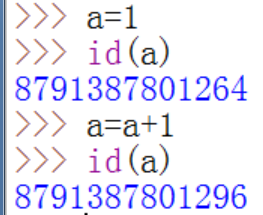 >>> a=1
>>> id(a)
8791387801264
>>> a=a+1
>>> id(a)
8791387801296